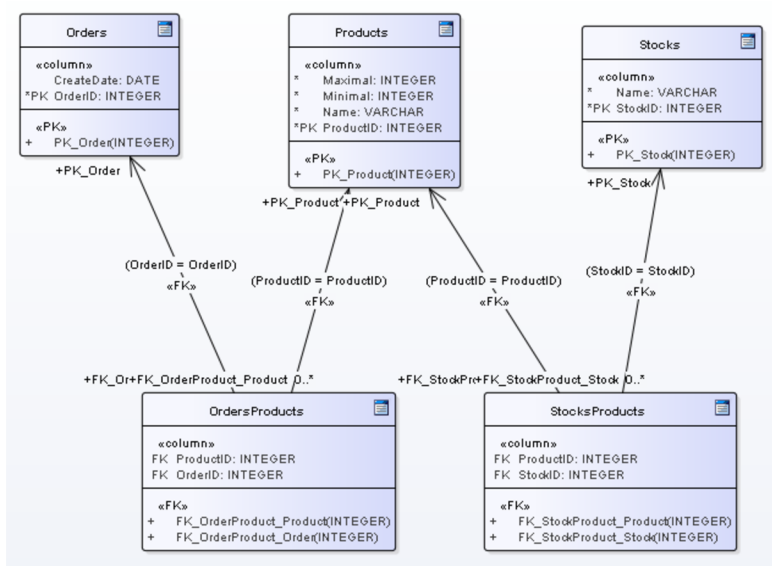 Orders
«column»
CreateDate: DATE
*PK OrderID: INTEGER
«PK»
+ PK_Order(INTEGER)
Products
«column»
* Maximal: INTEGER
* Minimal: INTEGER
* Name: VARCHAR
*PK ProductID: INTEGER
«PK»
+ PK_Product(INTEGER)
Stocks
«column»
* Name: VARCHAR
*PK StockID: INTEGER
«PK»
+ PK_Stock(INTEGER)
+PK_Order
+PK_Product +PK_Product
+PK_Stock
(OrderID = OrderID)
«FK»
(ProductID = ProductID)
«FK»
(ProductID = ProductID)
«FK»
(StockID = StockID)
«FK»
+FK_Or+FK_OrderProduct_Product 0..*
+FK_StockPr+FK_StockProduct_Stock 0..*
OrdersProducts
«column»
FK ProductID: INTEGER
FK OrderID: INTEGER
«FK»
+ FK_OrderProduct_Product(INTEGER)
+ FK_OrderProduct_Order(INTEGER)
StocksProducts
«column»
FK ProductID: INTEGER
FK StockID: INTEGER
«FK»
+ FK_StockProduct_Product(INTEGER)
+ FK_StockProduct_Stock(INTEGER)